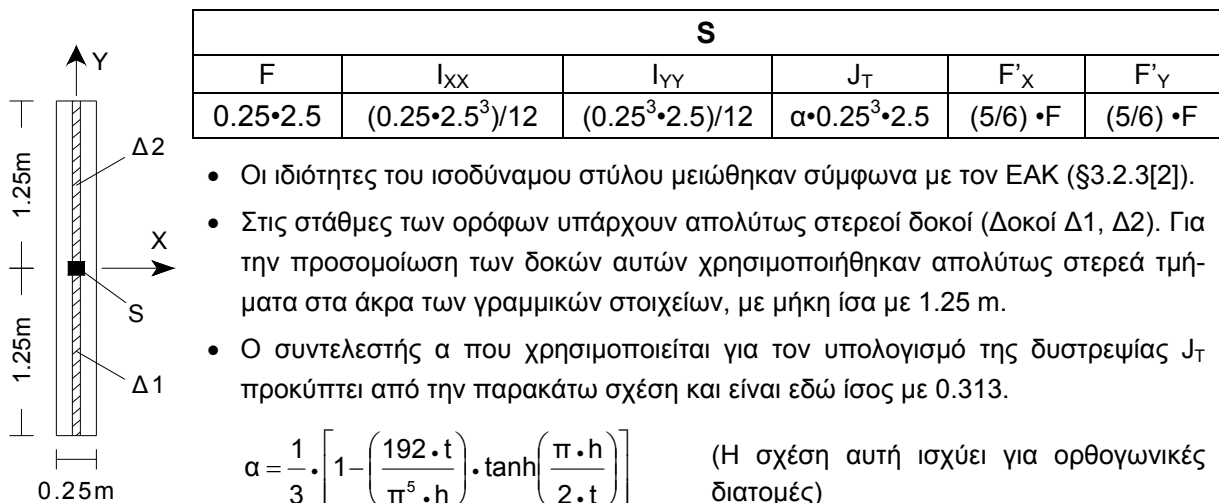 S
F I_XX I_YY J_T F'_X F'_Y
0.25•2.5 (0.25•2.5³)/12 (0.25³•2.5)/12 α•0.25³•2.5 (5/6) •F (5/6) •F
Y
Δ2
1.25m
X
S
1.25m
Δ1
0.25m
• Οι ιδιότητες του ισοδύναμου στύλου μειώθηκαν σύμφωνα με τον ΕΑΚ (§3.2.3[2]).
• Στις στάθμες των ορόφων υπάρχουν απολύτως στερεοί δοκοί (Δοκοί Δ1, Δ2). Για
την προσομοίωση των δοκών αυτών χρησιμοποιήθηκαν απολύτως στερεά τμή-
ματα στα άκρα των γραμμικών στοιχείων, με μήκη ίσα με 1.25 m.
• Ο συντελεστής α που χρησιμοποιείται για τον υπολογισμό της δυστρεψίας J_T
προκύπτει από την παρακάτω σχέση και είναι εδώ ίσος με 0.313.
α = 1/3 • [1−(192 • t / π⁵ • h) • tanh(π • h / 2 • t)]
(Η σχέση αυτή ισχύει για ορθογωνικές
διατομές)